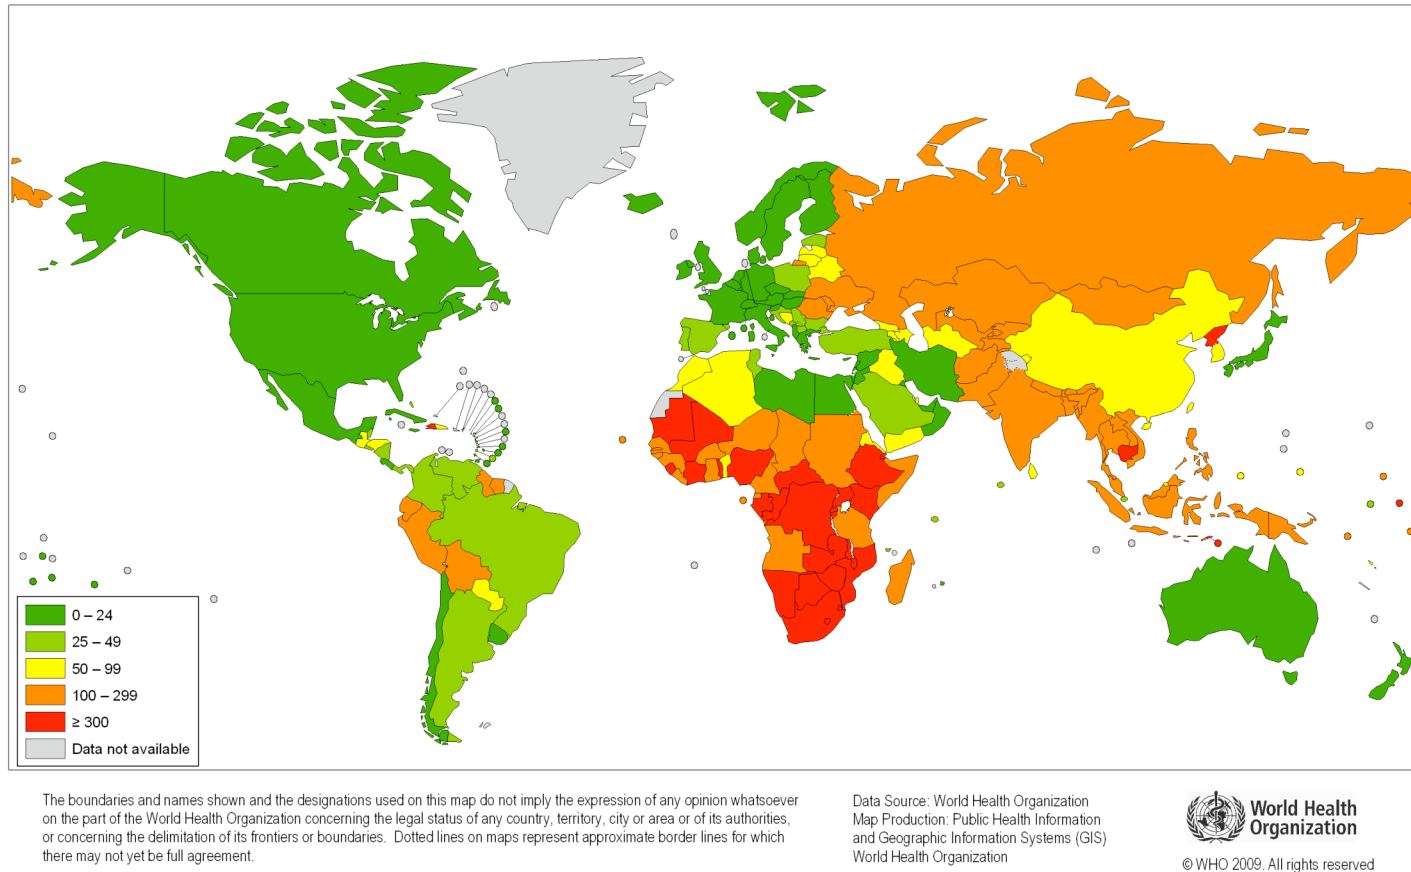 0 – 24
25 – 49
50 – 99
100 – 299
≥ 300
Data not available
The boundaries and names shown and the designations used on this map do not imply the expression of any opinion whatsoever
on the part of the World Health Organization concerning the legal status of any country, territory, city or area or of its authorities,
or concerning the delimitation of its frontiers or boundaries. Dotted lines on maps represent approximate border lines for which
there may not yet be full agreement.
Data Source: World Health Organization
Map Production: Public Health Information
and Geographic Information Systems (GIS)
World Health Organization
World Health
Organization
© WHO 2009. All rights reserved